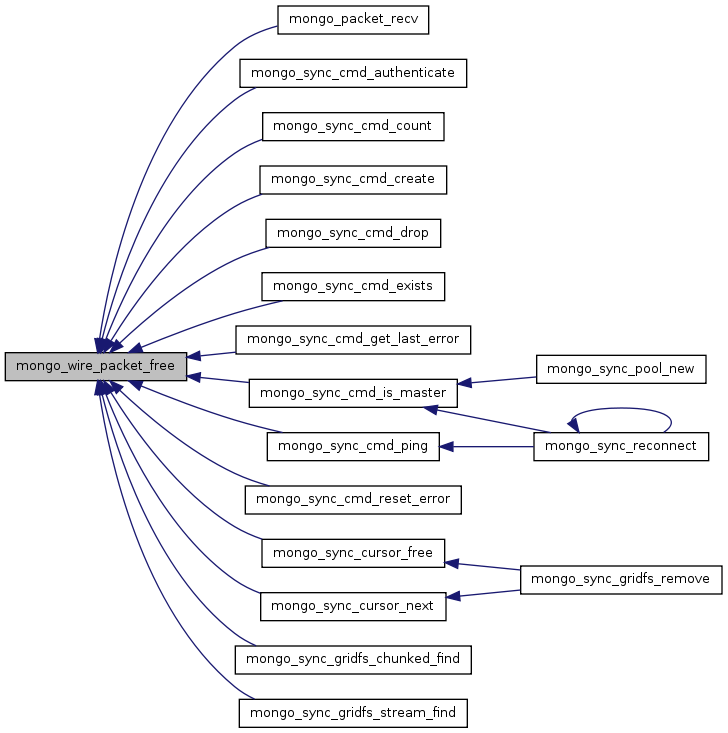 mongo_packet_recv
mongo_sync_cmd_authenticate
mongo_sync_cmd_count
mongo_sync_cmd_create
mongo_sync_cmd_drop
mongo_sync_cmd_exists
mongo_sync_cmd_get_last_error
mongo_wire_packet_free
mongo_sync_pool_new
mongo_sync_cmd_is_master
mongo_sync_cmd_ping
mongo_sync_reconnect
mongo_sync_cmd_reset_error
mongo_sync_cursor_free
mongo_sync_gridfs_remove
mongo_sync_cursor_next
mongo_sync_gridfs_chunked_find
mongo_sync_gridfs_stream_find